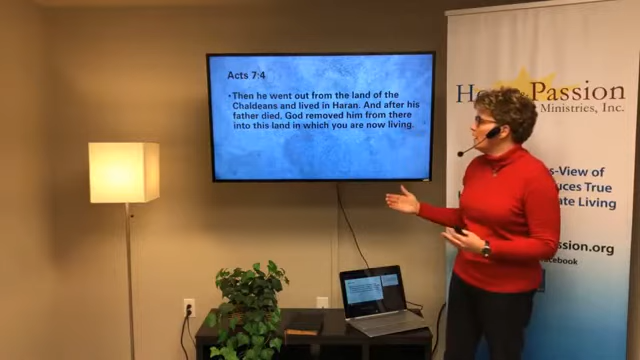 Acts 7:4
•Then he went out from the land of the
Chaldeans and lived in Haran. And after his
father died, God removed him from there
into this land in which you are now living.
Passion
Ministries, Inc.
s-View of
uces True
ate Living
ssion.org